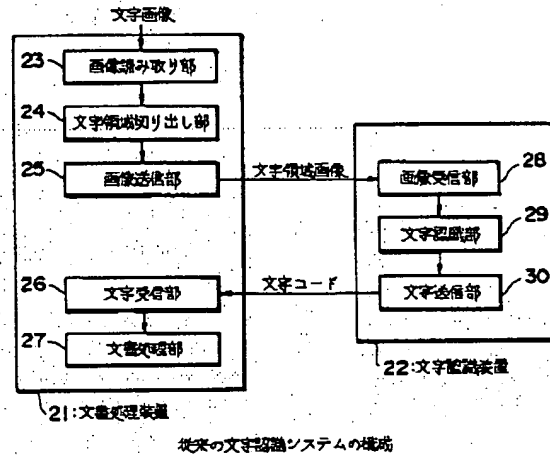 文字画像
23 画像読み取り部
24 文字領域切り出し部
25 画像送信部
文字領域画像
画像受信部 28
文字認識部 29
文字送信部 30
文字コード
26 文字受信部
27 文書処理部
22:文字認識装置
21:文書処理装置
従来の文字認識システムの構成